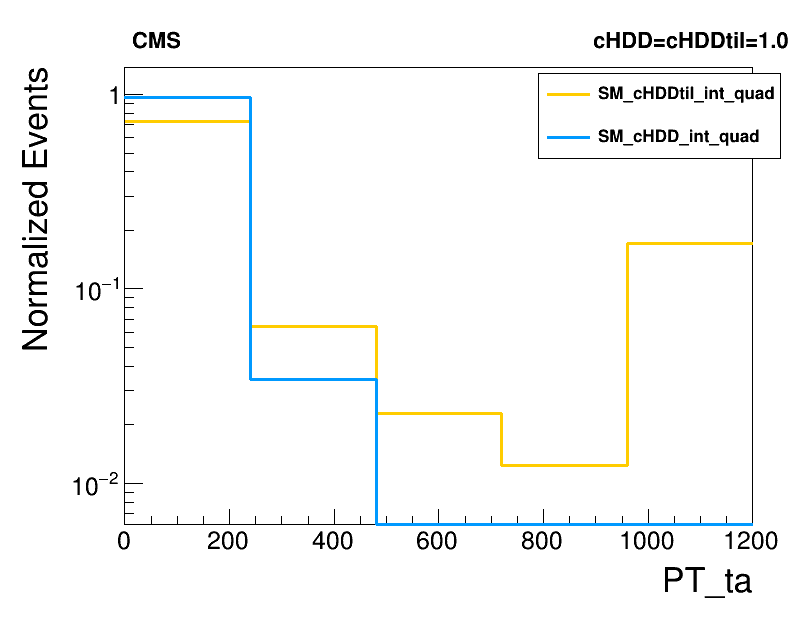 CMS
cHDD=cHDDtil=1.0
SM_cHDDtil_int_quad
SM_cHDD_int_quad
Normalized Events
1
10−1
10−2
0 200 400 600 800 1000 1200
PT_ta